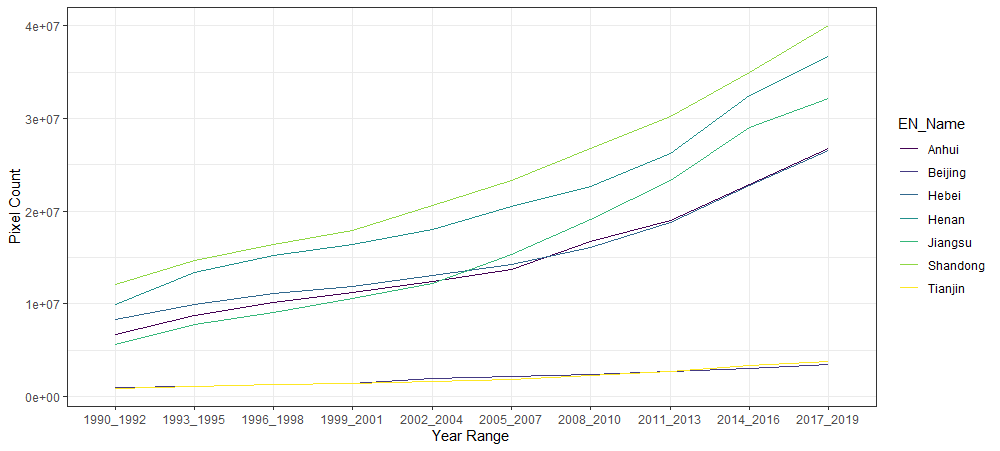 4e+07
3e+07
2e+07
1e+07
0e+00
Pixel Count
1990_1992 1993_1995 1996_1998 1999_2001 2002_2004 2005_2007 2008_2010 2011_2013 2014_2016 2017_2019
Year Range
EN_Name
Anhui
Beijing
Hebei
Henan
Jiangsu
Shandong
Tianjin